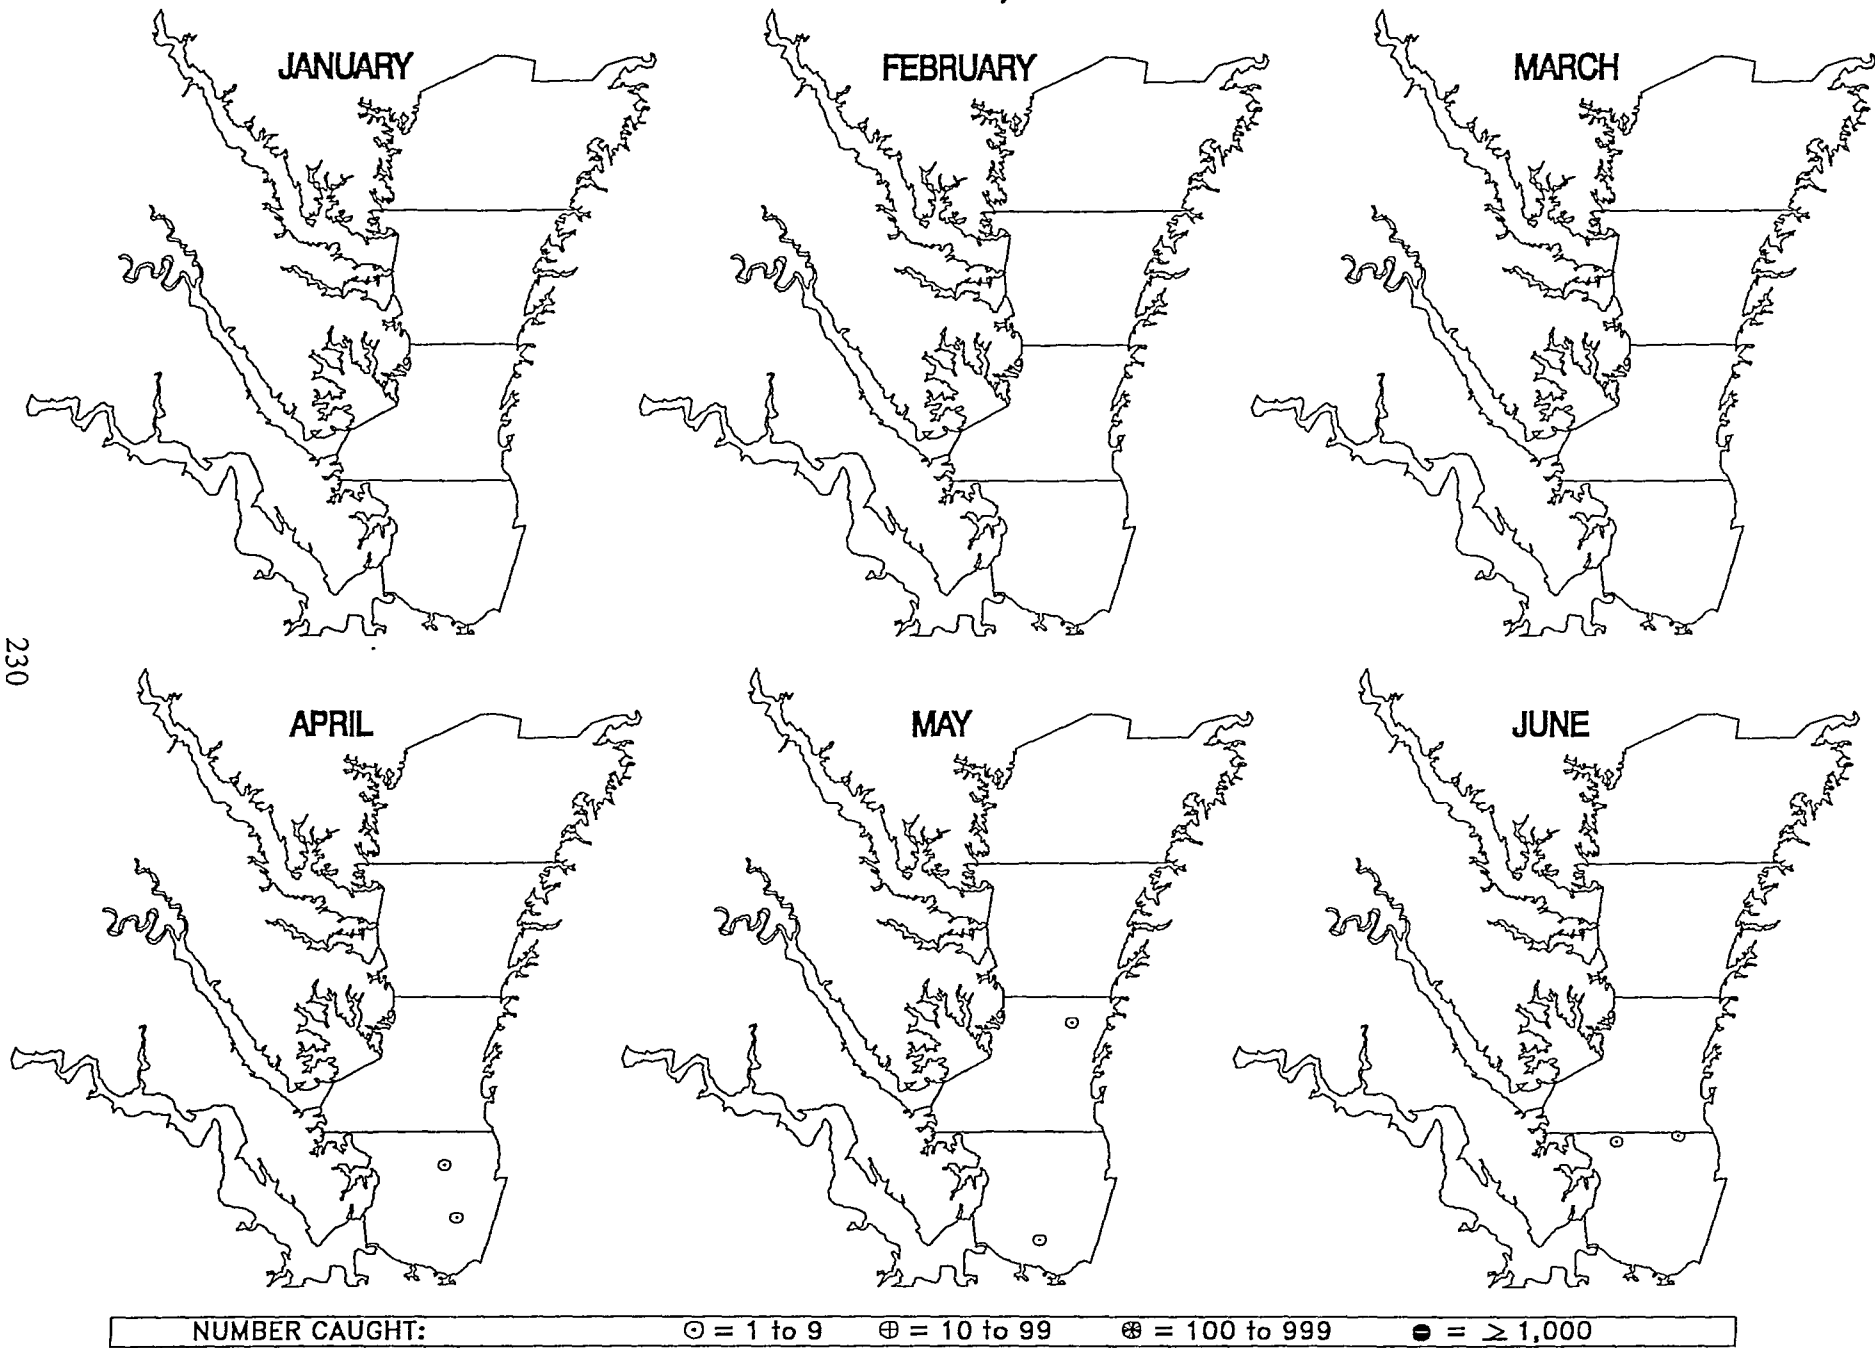 JANUARY
FEBRUARY
MARCH
230
APRIL
MAY
JUNE
NUMBER CAUGHT: ⊙ = 1 to 9 ⊕ = 10 to 99 ⊛ = 100 to 999 ● = ≥ 1,000